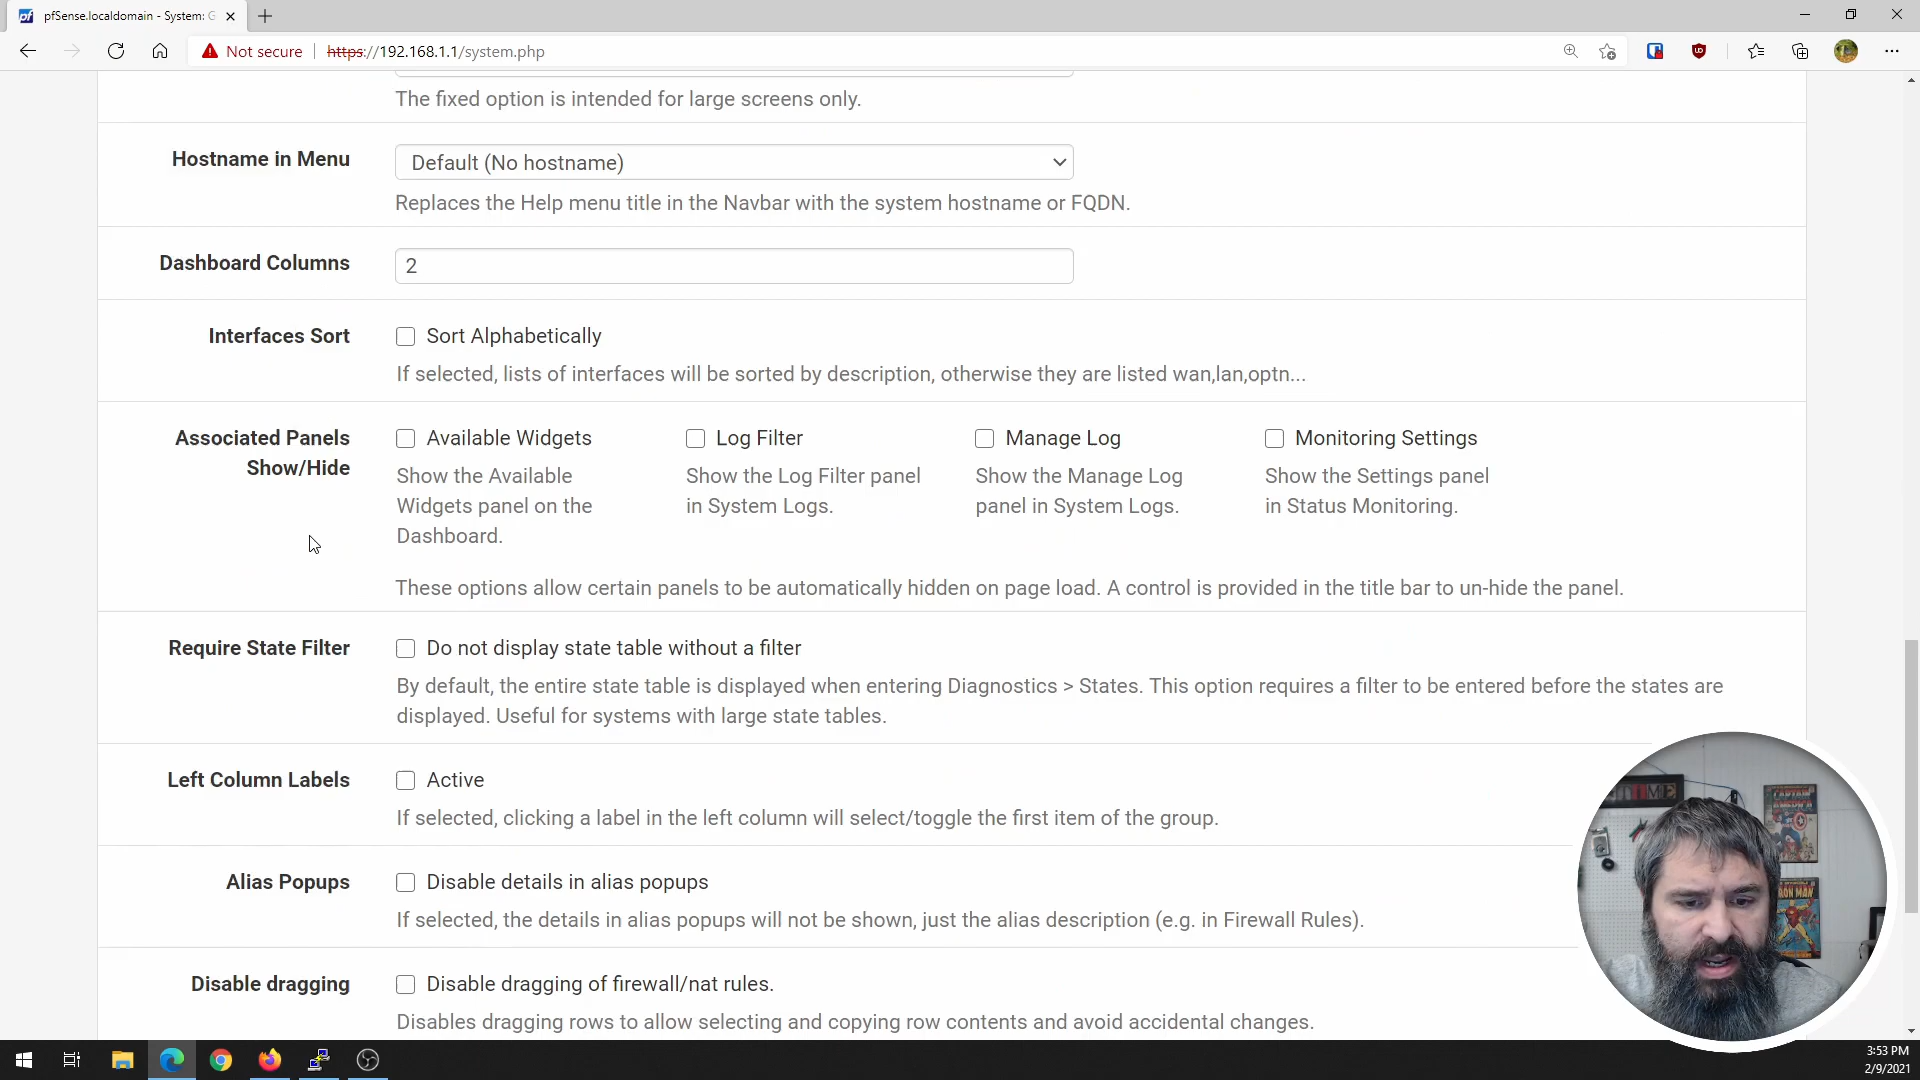 pfSense.localdomain - System: G
Not secure
https://192.168.1.1/system.php
The fixed option is intended for large screens only.
Hostname in Menu
Default (No hostname)
Replaces the Help menu title in the Navbar with the system hostname or FQDN.
Dashboard Columns
2
Interfaces Sort
Sort Alphabetically
If selected, lists of interfaces will be sorted by description, otherwise they are listed wan,lan,optn...
Associated Panels
Show/Hide
Available Widgets
Show the Available
Widgets panel on the
Dashboard.
Log Filter
Show the Log Filter panel
in System Logs.
Manage Log
Show the Manage Log
panel in System Logs.
Monitoring Settings
Show the Settings panel
in Status Monitoring.
These options allow certain panels to be automatically hidden on page load. A control is provided in the title bar to un-hide the panel.
Require State Filter
Do not display state table without a filter
By default, the entire state table is displayed when entering Diagnostics > States. This option requires a filter to be entered before the states are
displayed. Useful for systems with large state tables.
Left Column Labels
Active
If selected, clicking a label in the left column will select/toggle the first item of the group.
Alias Popups
Disable details in alias popups
If selected, the details in alias popups will not be shown, just the alias description (e.g. in Firewall Rules).
Disable dragging
Disable dragging of firewall/nat rules.
Disables dragging rows to allow selecting and copying row contents and avoid accidental changes.
CAPTAIN
AMERICA
IRON MAN
3:53 PM
2/9/2021